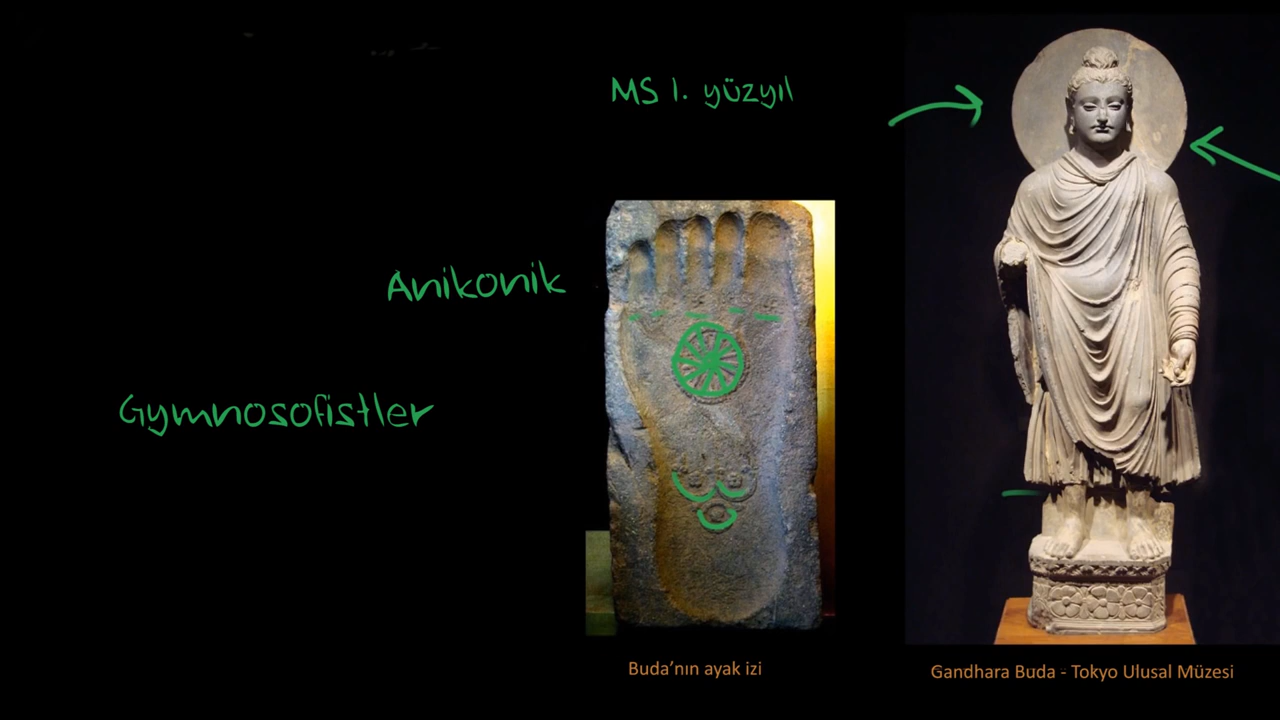 MS 1. yüzyıl
Anikonik
Gymnosofistler
Buda’nın ayak izi
Gandhara Buda - Tokyo Ulusal Müzesi